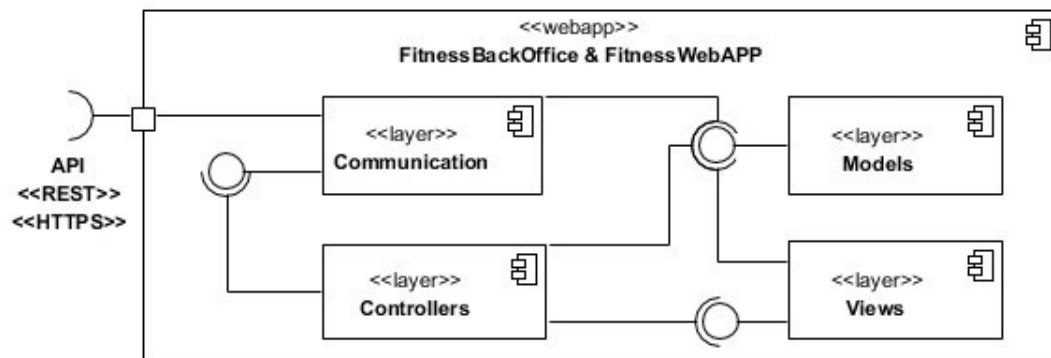 <<webapp>>
FitnessBackOffice & FitnessWebAPP
API
<<REST>>
<<HTTPS>>
<<layer>>
Communication
<<layer>>
Models
<<layer>>
Controllers
<<layer>>
Views